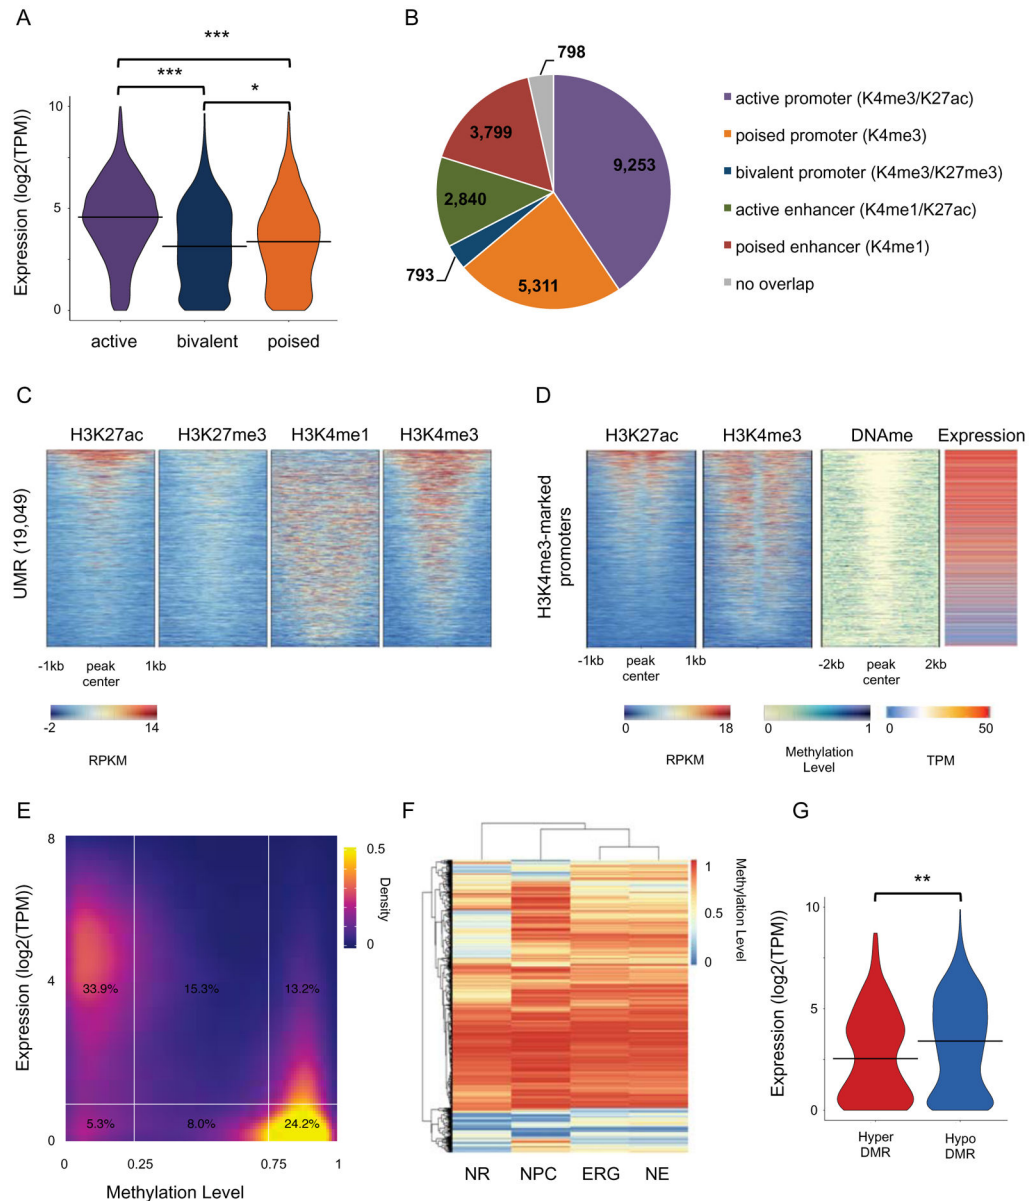 A
***
***
*
10
5
0
Expression (log2(TPM))
active
bivalent
poised
B
798
3,799
9,253
2,840
793
5,311
active promoter (K4me3/K27ac)
poised promoter (K4me3)
bivalent promoter (K4me3/K27me3)
active enhancer (K4me1/K27ac)
poised enhancer (K4me1)
no overlap
C
H3K27ac
H3K27me3
H3K4me1
H3K4me3
UMR (19,049)
-1kb
peak
center
1kb
-2
14
RPKM
D
H3K27ac
H3K4me3
DNAme
Expression
H3K4me3-marked
promoters
-1kb
peak
center
1kb
-2kb
peak
center
2kb
0
18
RPKM
0
1
Methylation
Level
0
50
TPM
E
8
4
0
Expression (log2(TPM))
33.9%
15.3%
13.2%
5.3%
8.0%
24.2%
0
0.25
0.75
1
Methylation Level
0.5
0
Density
F
1
0.5
0
Methylation Level
NR
NPC
ERG
NE
G
**
10
5
0
Expression (log2(TPM))
Hyper
DMR
Hypo
DMR